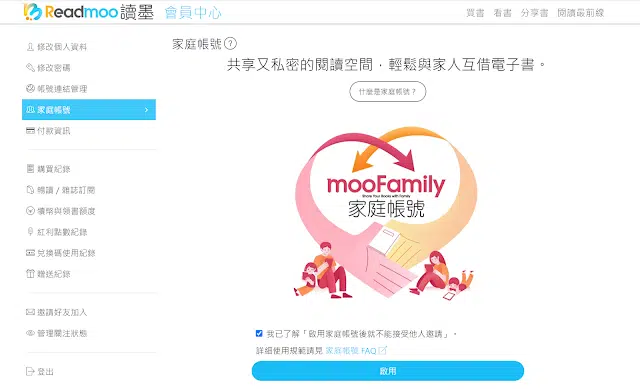 Readmoo讀墨 會員中心
買書 看書 分享書 閱讀最前線
修改個人資料
修改密碼
帳號連結管理
家庭帳號
付款資訊
購買紀錄
暢讀 / 雜誌訂閱
讀幣與領書額度
紅利點數紀錄
兌換碼使用紀錄
贈送紀錄
邀請好友加入
管理關注狀態
登出
家庭帳號 ?
共享又私密的閱讀空間，輕鬆與家人互借電子書。
什麼是家庭帳號？
mooFamily
Share Your Books with Family
家庭帳號
我已了解「啟用家庭帳號後就不能接受他人邀請」。
詳細使用規範請見 家庭帳號 FAQ
啟用